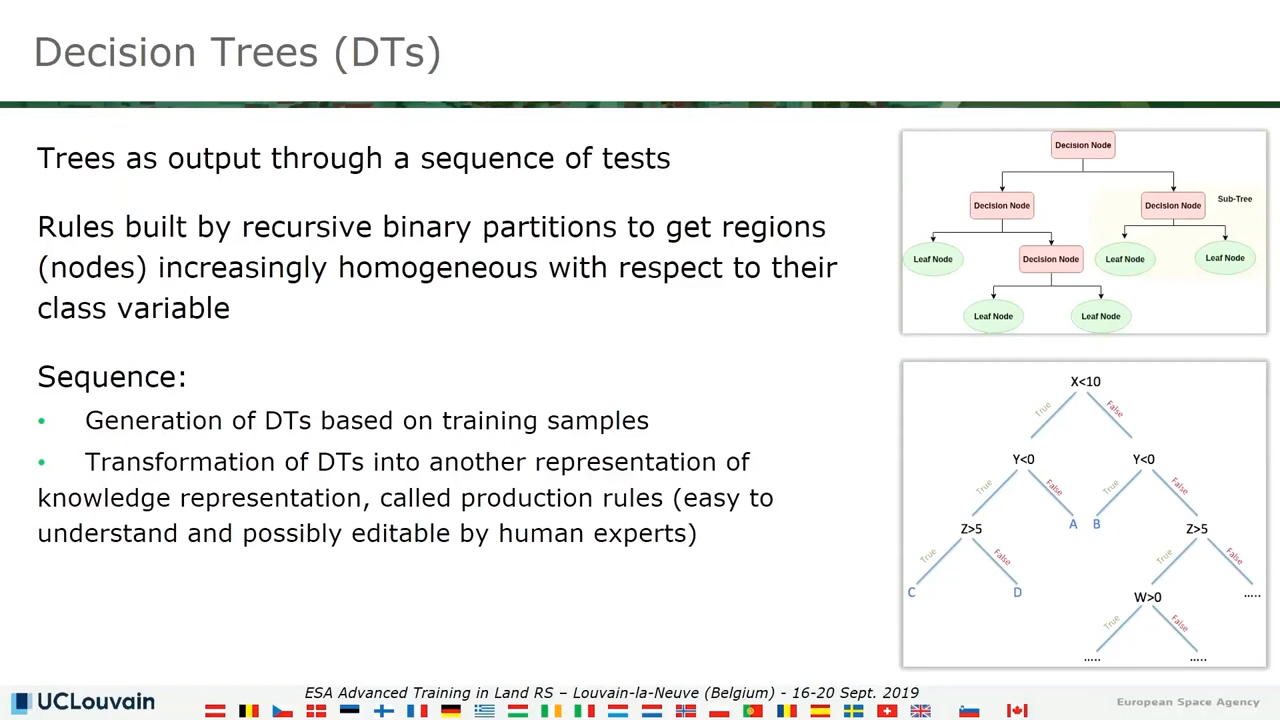 Decision Trees (DTs)
Trees as output through a sequence of tests
Rules built by recursive binary partitions to get regions
(nodes) increasingly homogeneous with respect to their
class variable
Sequence:
• Generation of DTs based on training samples
• Transformation of DTs into another representation of
knowledge representation, called production rules (easy to
understand and possibly editable by human experts)
Decision Node
Decision Node
Decision Node
Sub-Tree
Leaf Node
Decision Node
Leaf Node
Leaf Node
Leaf Node
Leaf Node
X<10
True
False
Y<0
Y<0
True
False
True
False
Z>5
A
B
Z>5
True
False
True
False
C
D
W>0
.....
True
False
.....
.....
UCLouvain
ESA Advanced Training in Land RS – Louvain-la-Neuve (Belgium) - 16-20 Sept. 2019
European Space Agency